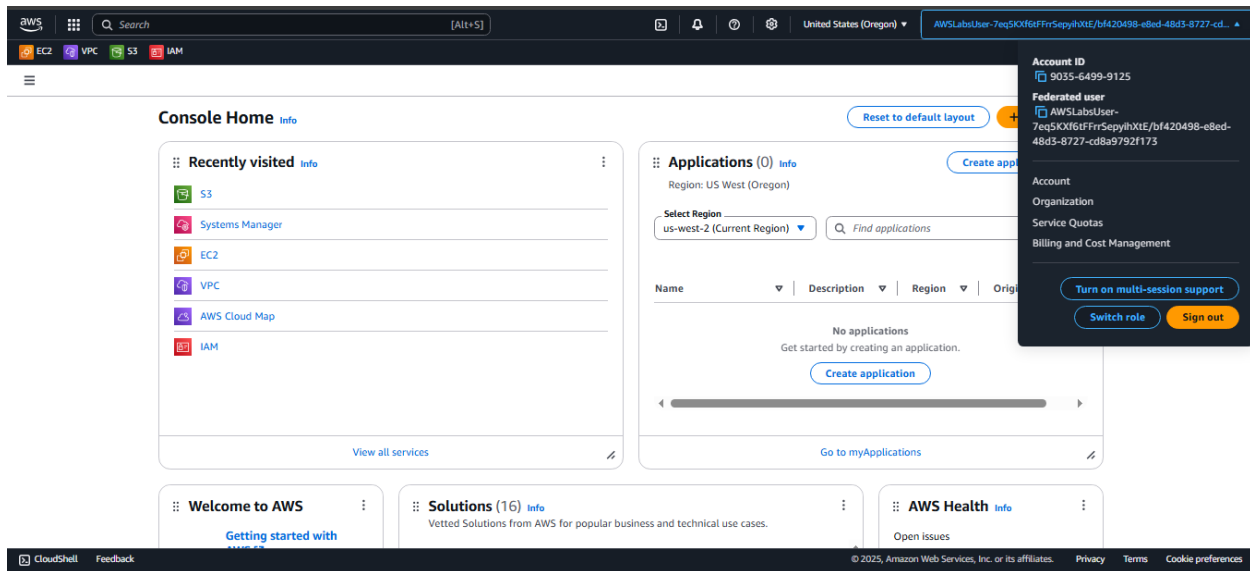 aws
Search [Alt+S]
United States (Oregon)
AWSLabsUser-7eq5KXf6tFFrrSepyihXtE/bf420498-e8ed-48d3-8727-cd...
EC2 VPC S3 IAM
Account ID
9035-6499-9125
Federated user
AWSLabsUser-
7eq5KXf6tFFrrSepyihXtE/bf420498-e8ed-
48d3-8727-cd8a9792f173
Account
Organization
Service Quotas
Billing and Cost Management
Turn on multi-session support
Switch role
Sign out
Console Home Info
Reset to default layout
+
Recently visited Info
S3
Systems Manager
EC2
VPC
AWS Cloud Map
IAM
View all services
Applications (0) Info
Create appl
Region: US West (Oregon)
Select Region
us-west-2 (Current Region)
Find applications
Name Description Region Origi
No applications
Get started by creating an application.
Create application
Go to myApplications
Welcome to AWS
Getting started with
Solutions (16) Info
Vetted Solutions from AWS for popular business and technical use cases.
AWS Health Info
Open issues
CloudShell Feedback
© 2025, Amazon Web Services, Inc. or its affiliates. Privacy Terms Cookie preferences